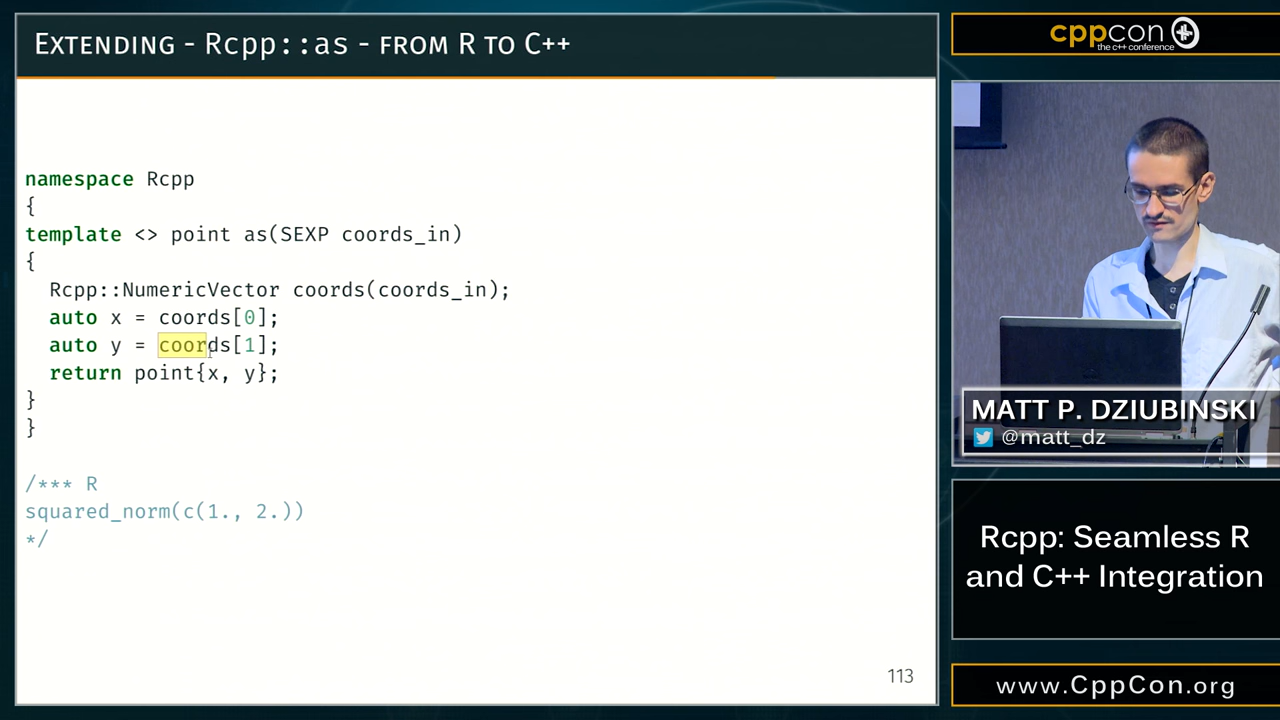 Extending - Rcpp::as - from R to C++
namespace Rcpp
{
template <> point as(SEXP coords_in)
{
  Rcpp::NumericVector coords(coords_in);
  auto x = coords[0];
  auto y = coords[1];
  return point{x, y};
}
}
/*** R
squared_norm(c(1., 2.))
*/
113
cppcon
the c++ conference
MATT P. DZIUBINSKI
@matt_dz
Rcpp: Seamless R
and C++ Integration
www.CppCon.org